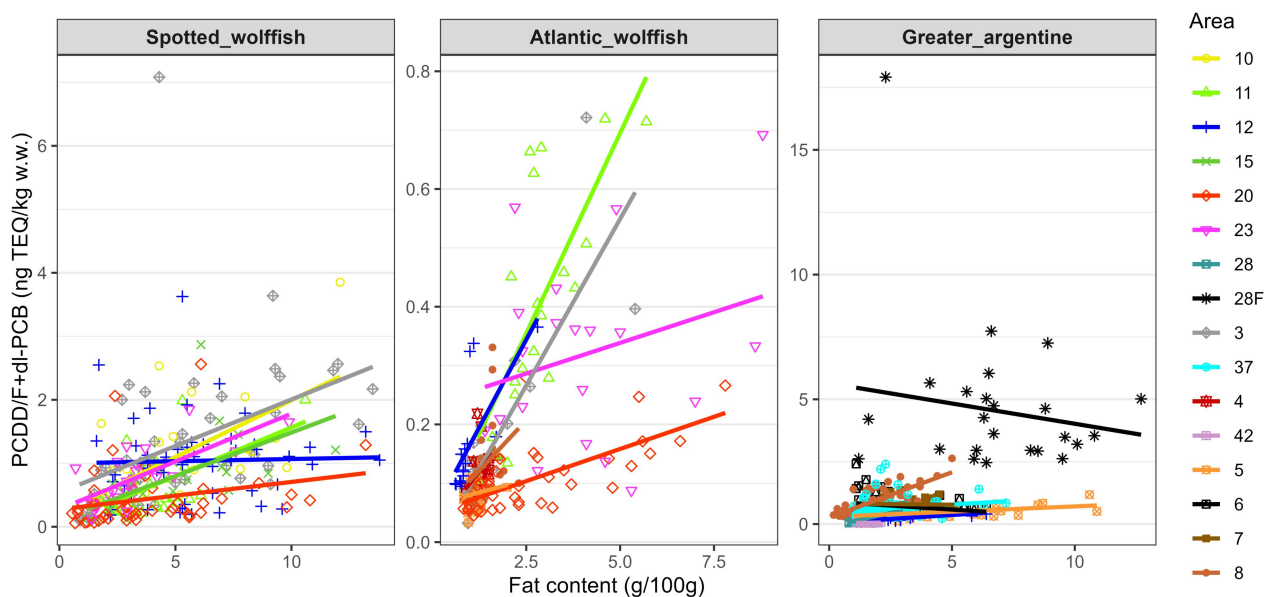 Spotted_wolffish
Atlantic_wolffish
Greater_argentine
PCDD/F+dl-PCB (ng TEQ/kg w.w.)
0
2
4
6
0.0
0.2
0.4
0.6
0.8
0
5
10
15
0 5 10
2.5 5.0 7.5
0 5 10
Fat content (g/100g)
Area
10
11
12
15
20
23
28
28F
3
37
4
42
5
6
7
8